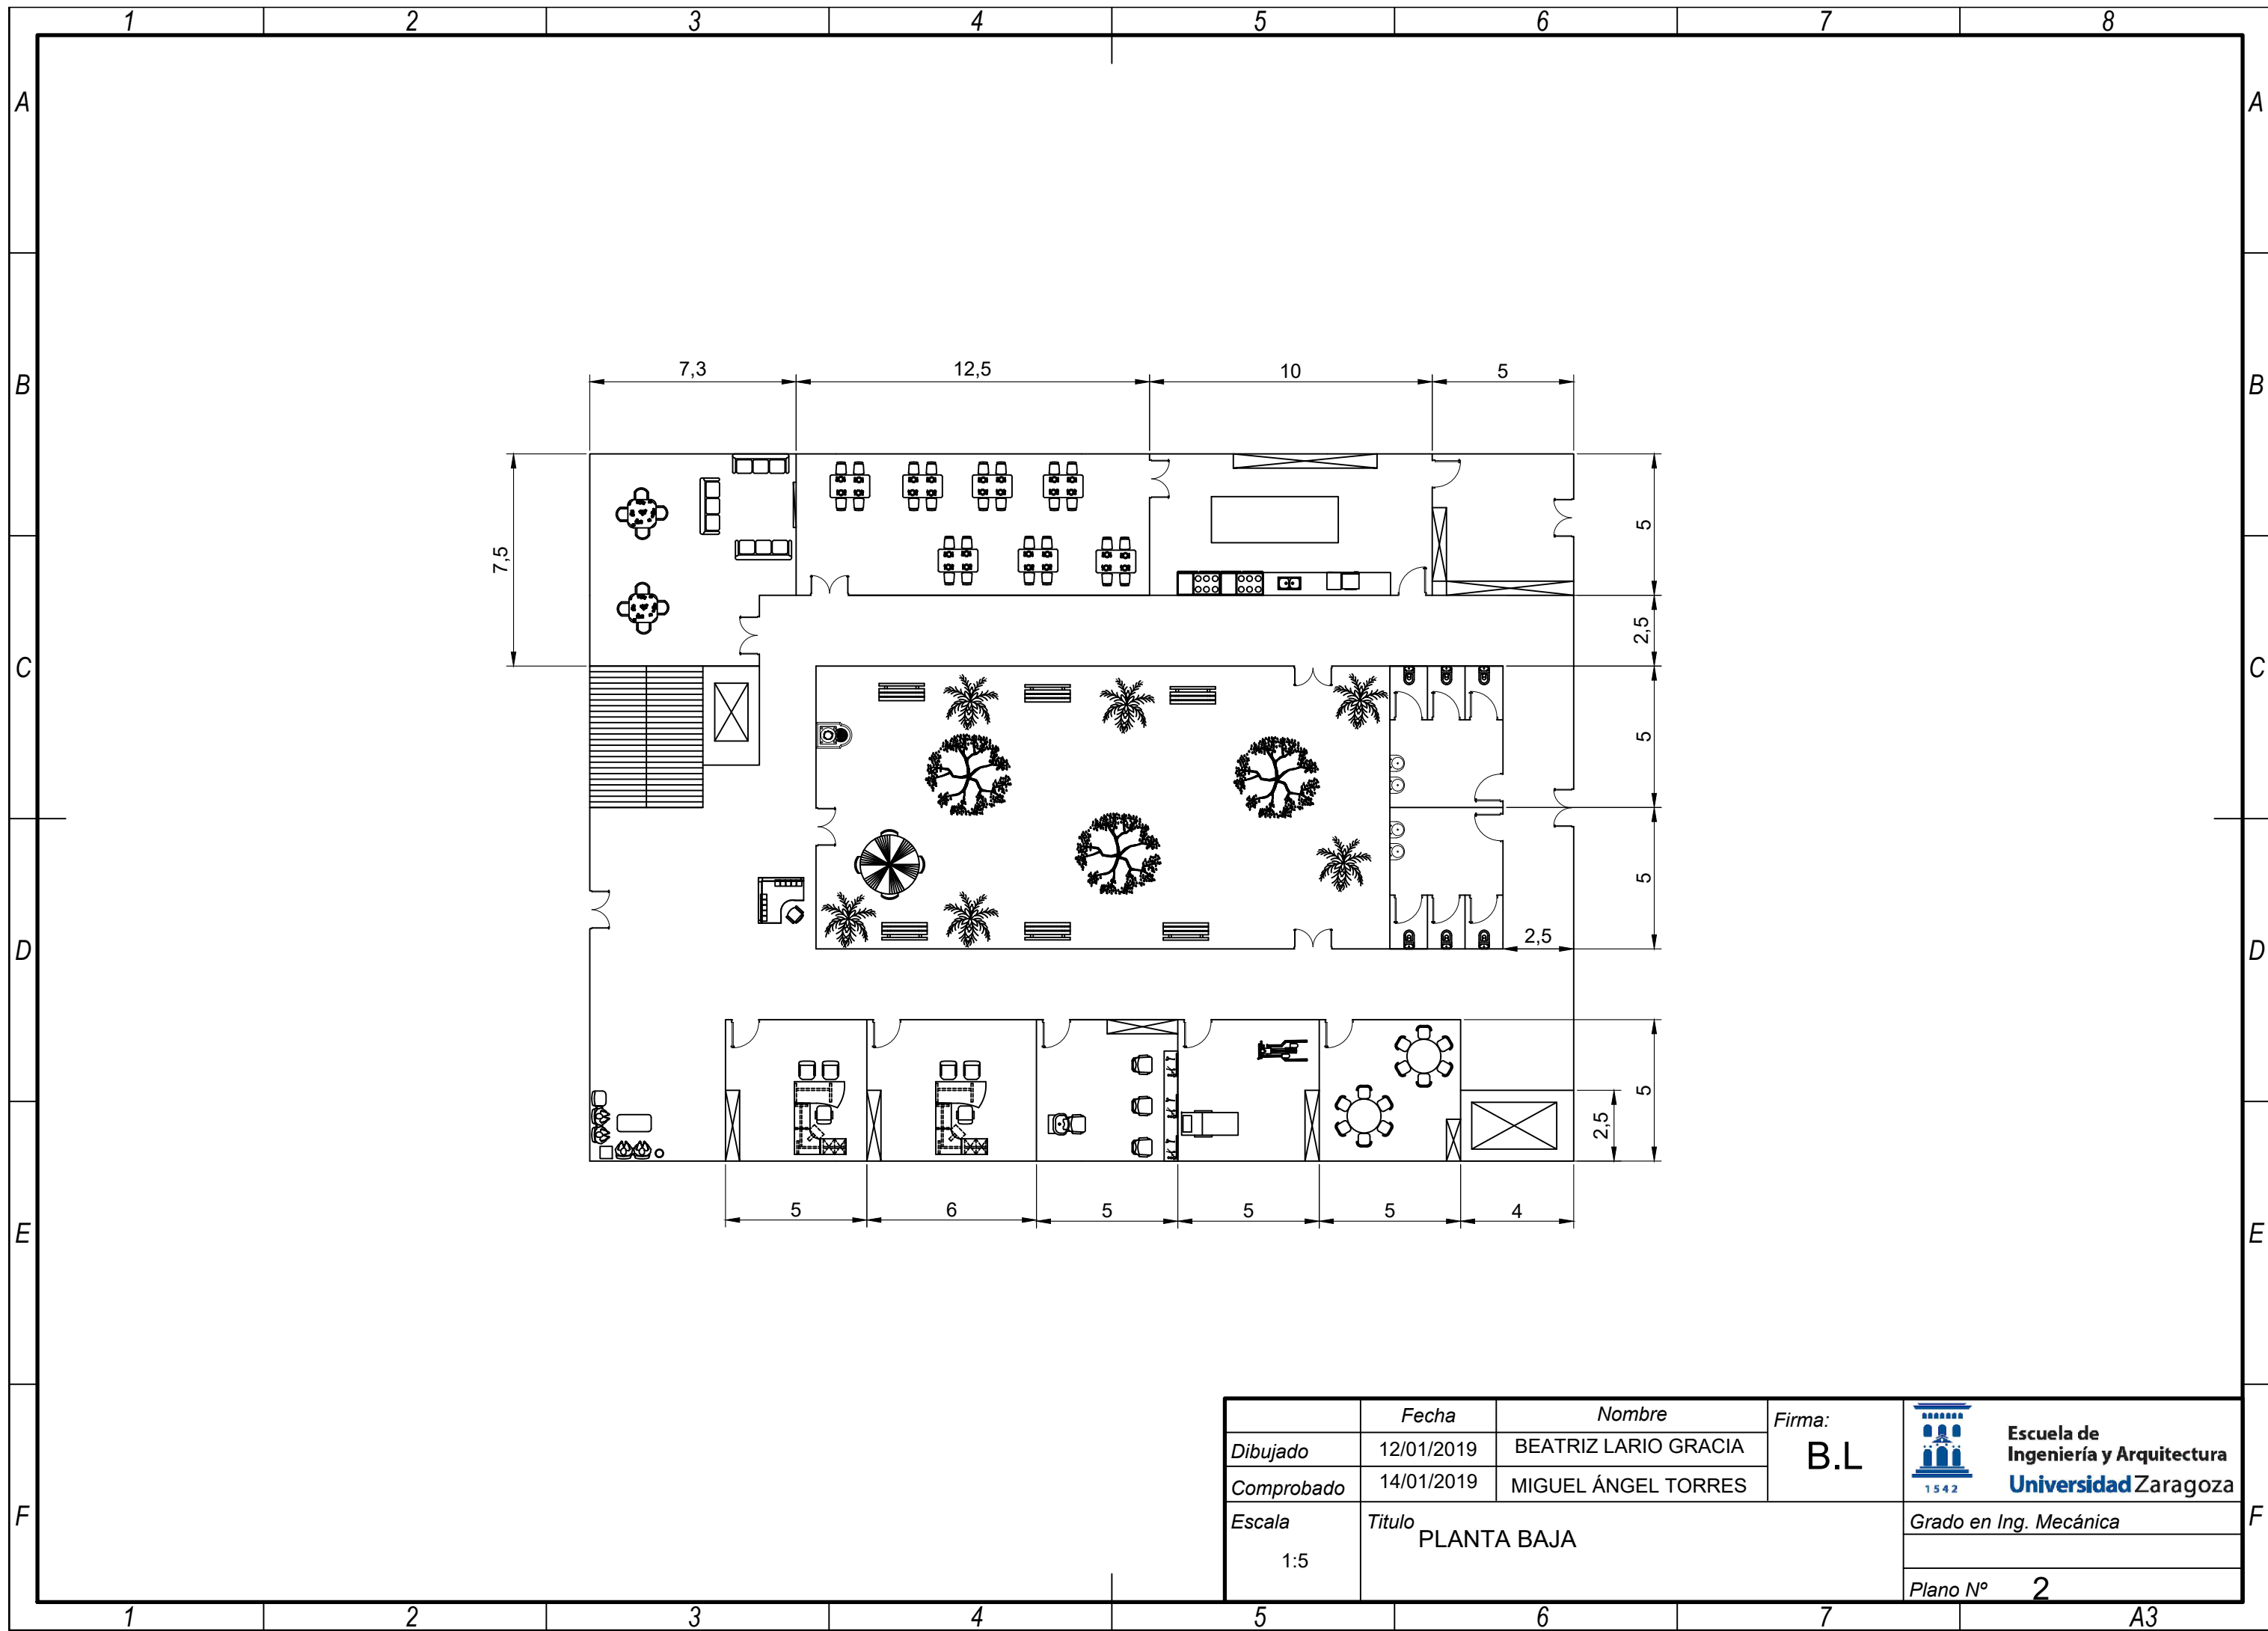 1 2 3 4 5 6 7 8
A A
B B
C C
D D
E E
F F
7,3 12,5 10 5
7,5
5
2,5
5
5
2,5
5
2,5
5 6 5 5 5 4
Fecha Nombre Firma:
Dibujado 12/01/2019 BEATRIZ LARIO GRACIA B.L
Comprobado 14/01/2019 MIGUEL ÁNGEL TORRES
1542
Escuela de
Ingeniería y Arquitectura
Universidad Zaragoza
Escala Titulo Grado en Ing. Mecánica
1:5 PLANTA BAJA
Plano Nº 2
1 2 3 4 5 6 7 A3